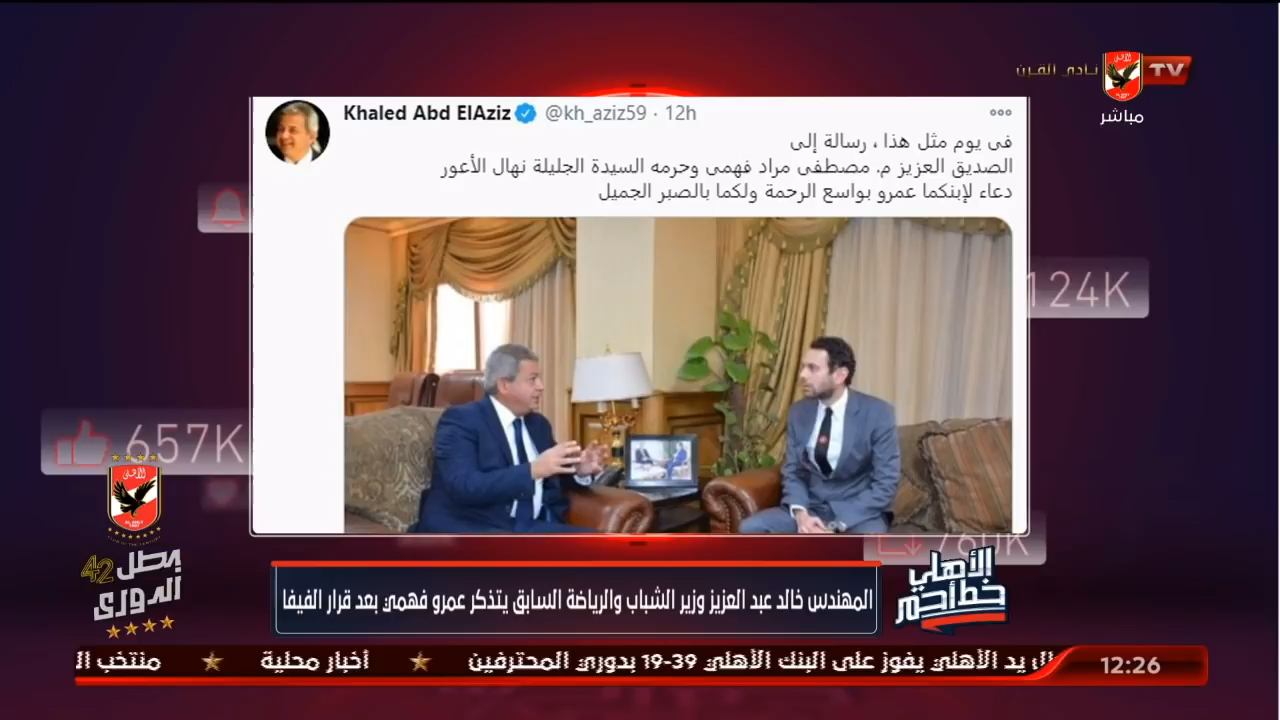 نادي القرن
TV
مباشر
Khaled Abd ElAziz @kh_aziz59 · 12h
فى يوم مثل هذا ، رسالة إلى
الصديق العزيز م. مصطفى مراد فهمى وحرمه السيدة الجليلة نهال الأعور
دعاء لإبنكما عمرو بواسع الرحمة ولكما بالصبر الجميل
124K
657K
760K
بطل الدوري 42
الأهلي
خط أحمر
المهندس خالد عبد العزيز وزير الشباب والرياضة السابق يتذكر عمرو فهمي بعد قرار الفيفا
ال يد الأهلي يفوز على البنك الأهلي 39-19 بدوري المحترفين ★ أخبار محلية ★ منتخب ال
12:26